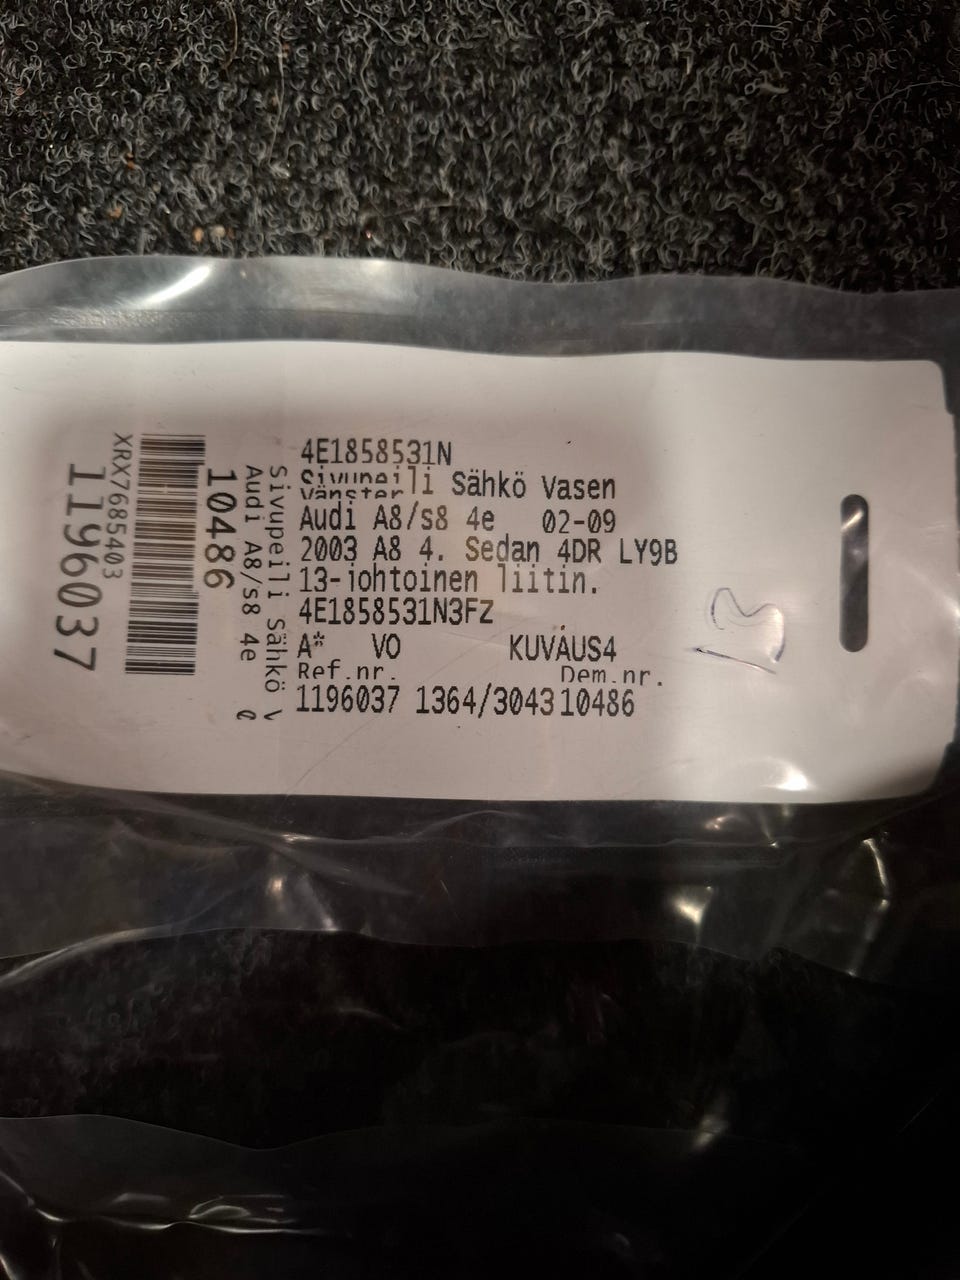 4E1858531N
Sivupeili Sähkö Vasen
Vänster
Audi A8/s8 4e 02-09
2003 A8 4. Sedan 4DR LY9B
13-johtoinen liitin.
4E1858531N3FZ
A* VO KUVAUS4
Ref.nr. Dem.nr.
1196037 1364/3043 10486
Sivupeili Sähkö V
Audi A8/s8 4e 0
10486
XRX7685403
1196037